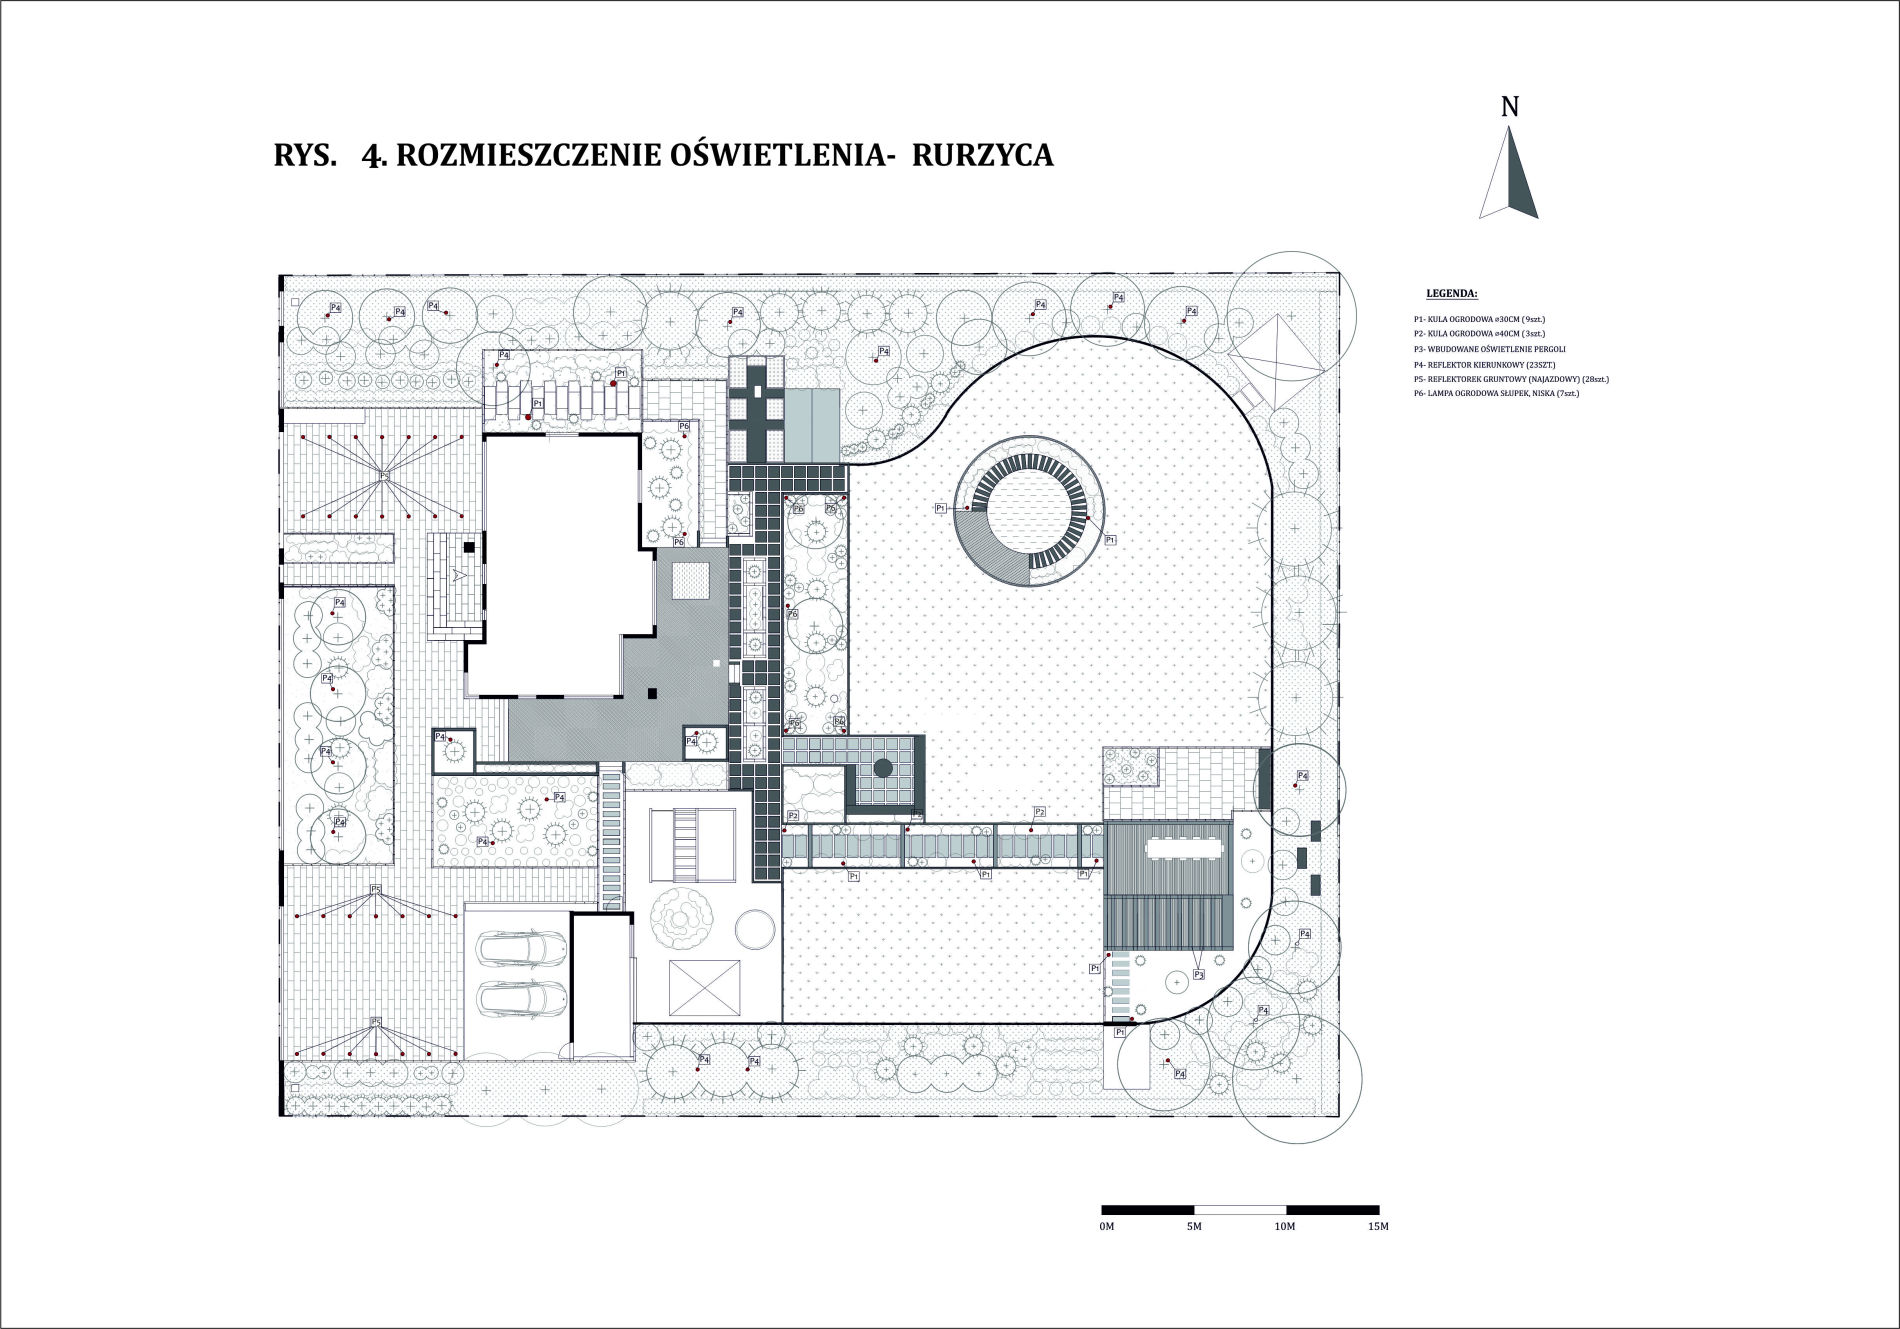 N
RYS. 4. ROZMIESZCZENIE OŚWIETLENIA- RURZYCA
LEGENDA:
P1- KULA OGRODOWA ⌀30CM (9szt.)
P2- KULA OGRODOWA ⌀40CM (3szt.)
P3- WBUDOWANE OŚWIETLENIE PERGOLI
P4- REFLEKTOR KIERUNKOWY (23SZT.)
P5- REFLEKTOREK GRUNTOWY (NAJAZDOWY) (28szt.)
P6- LAMPA OGRODOWA SŁUPEK, NISKA (7szt.)
P4 P4 P4 P4 P4 P4 P4
P4 P4
P1
P1
P6
P5
P6 P6
P1
P6 P1
P4
P6
P4
P6 P6
P4 P4
P4
P4
P4
P2 P2 P2
P4
P4
P1 P1 P1
P5
P4
P1 P3
P4
P5
P1
P4 P4
P4
0M 5M 10M 15M